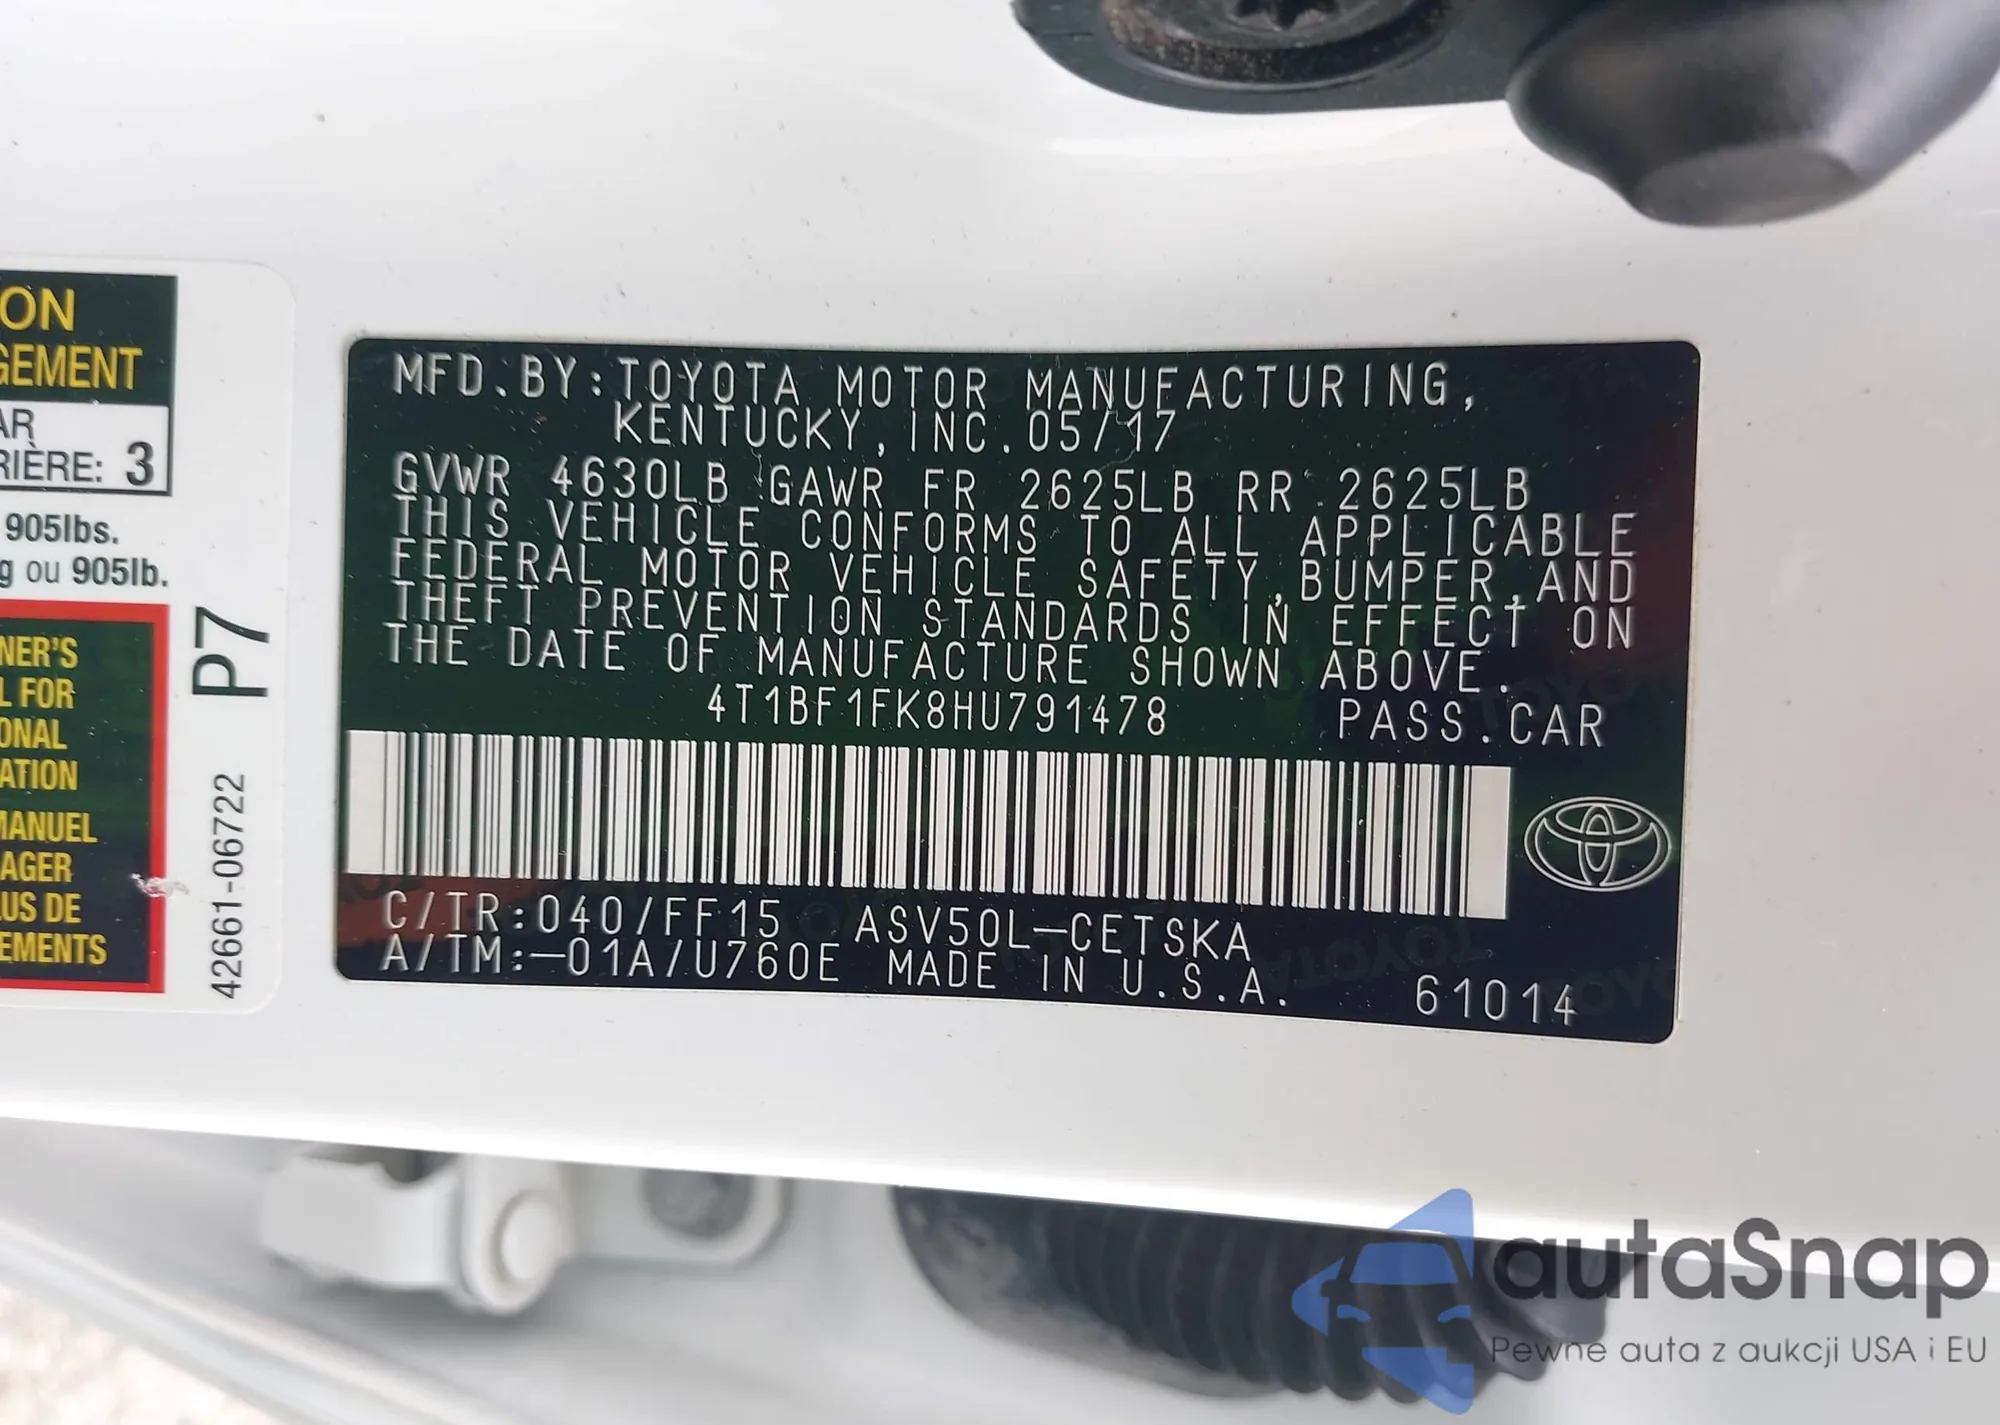 ON
GEMENT
AR
RIÈRE: 3
905lbs.
g ou 905lb.
NER'S
L FOR
ONAL
ATION
MANUEL
AGER
LUS DE
EMENTS
P7
42661-06722
MFD.BY:TOYOTA MOTOR MANUFACTURING,
KENTUCKY,INC.05/17
GVWR 4630LB GAWR FR 2625LB RR 2625LB
THIS VEHICLE CONFORMS TO ALL APPLICABLE
FEDERAL MOTOR VEHICLE SAFETY,BUMPER,AND
THEFT PREVENTION STANDARDS IN EFFECT ON
THE DATE OF MANUFACTURE SHOWN ABOVE.
4T1BF1FK8HU791478 PASS.CAR
C/TR:040/FF15 ASV50L-CETSKA
A/TM:-01A/U760E MADE IN U.S.A. 61014
autaSnap
Pewne auta z aukcji USA i EU